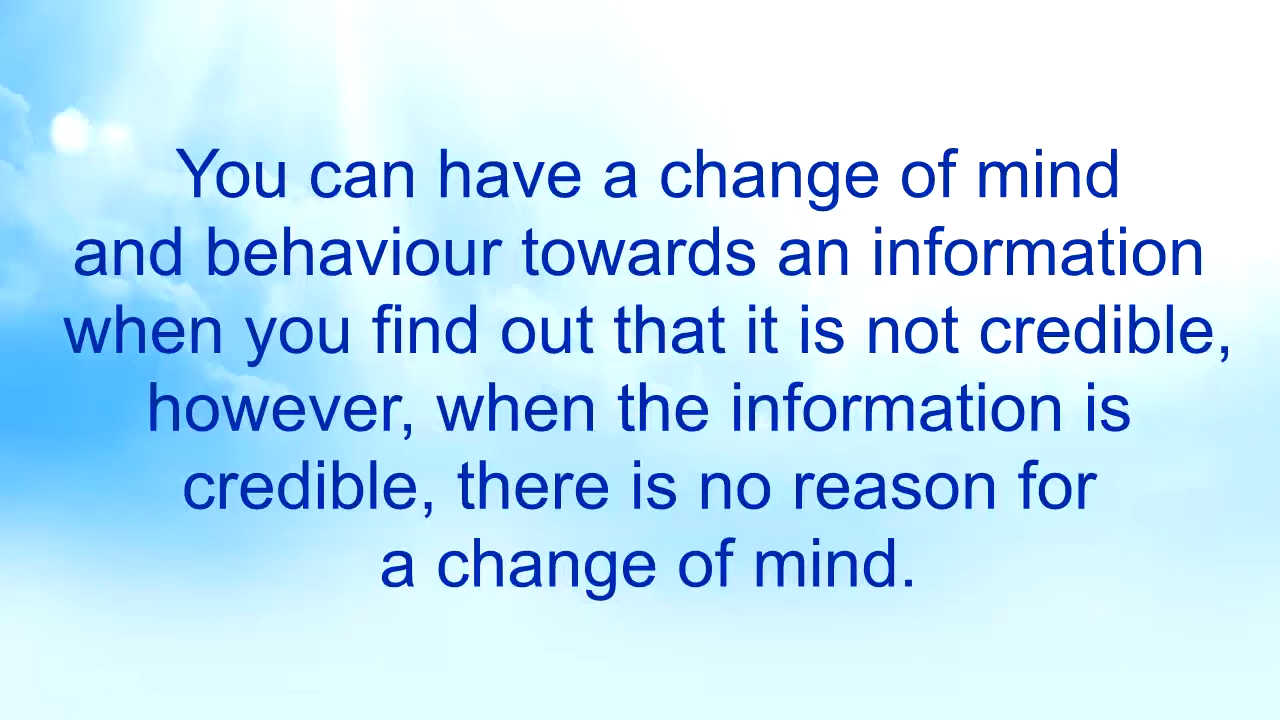 You can have a change of mind
and behaviour towards an information
when you find out that it is not credible,
however, when the information is
credible, there is no reason for
a change of mind.